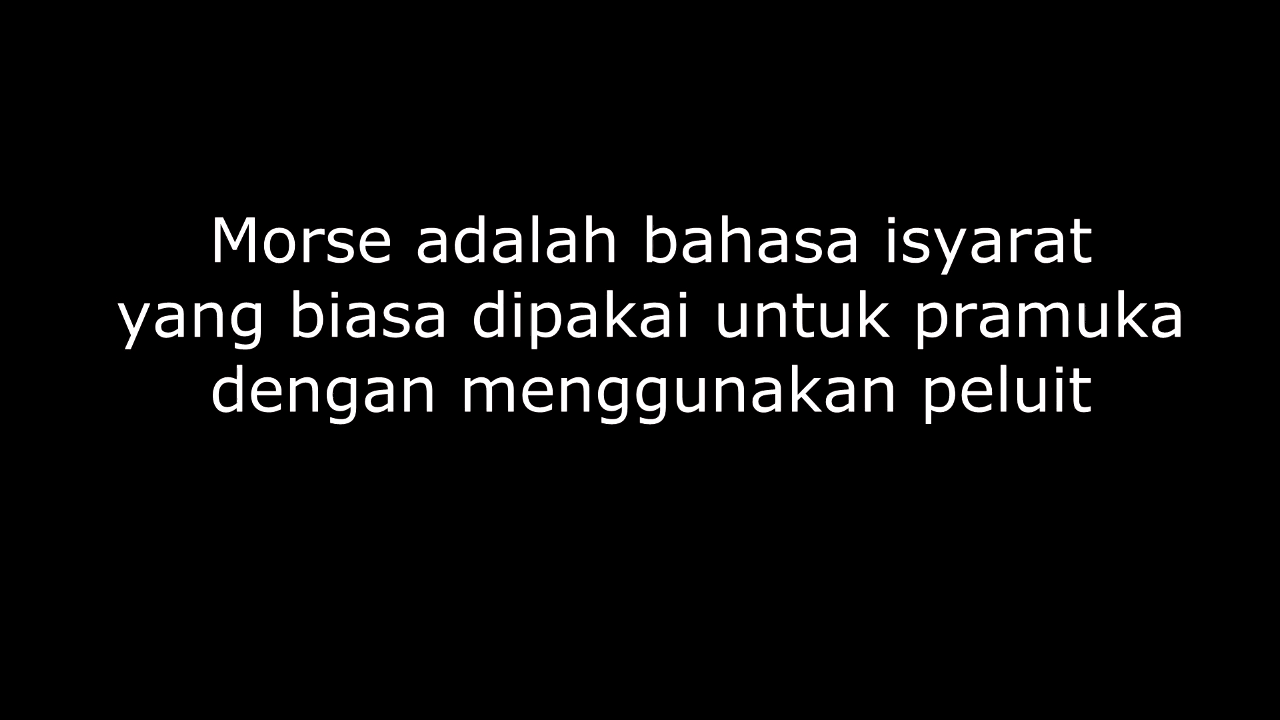 Morse adalah bahasa isyarat
yang biasa dipakai untuk pramuka
dengan menggunakan peluit